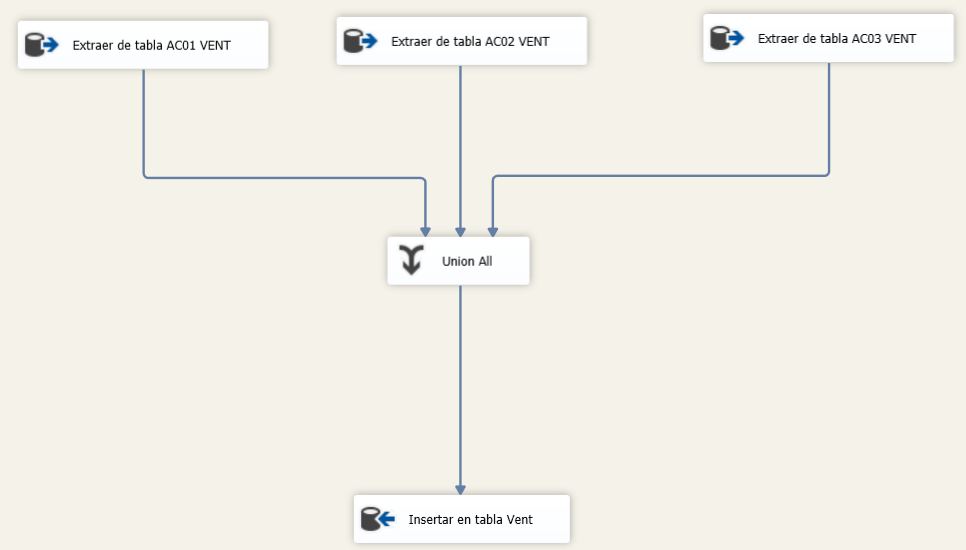 Extraer de tabla AC01 VENT
Extraer de tabla AC02 VENT
Extraer de tabla AC03 VENT
Union All
Insertar en tabla Vent